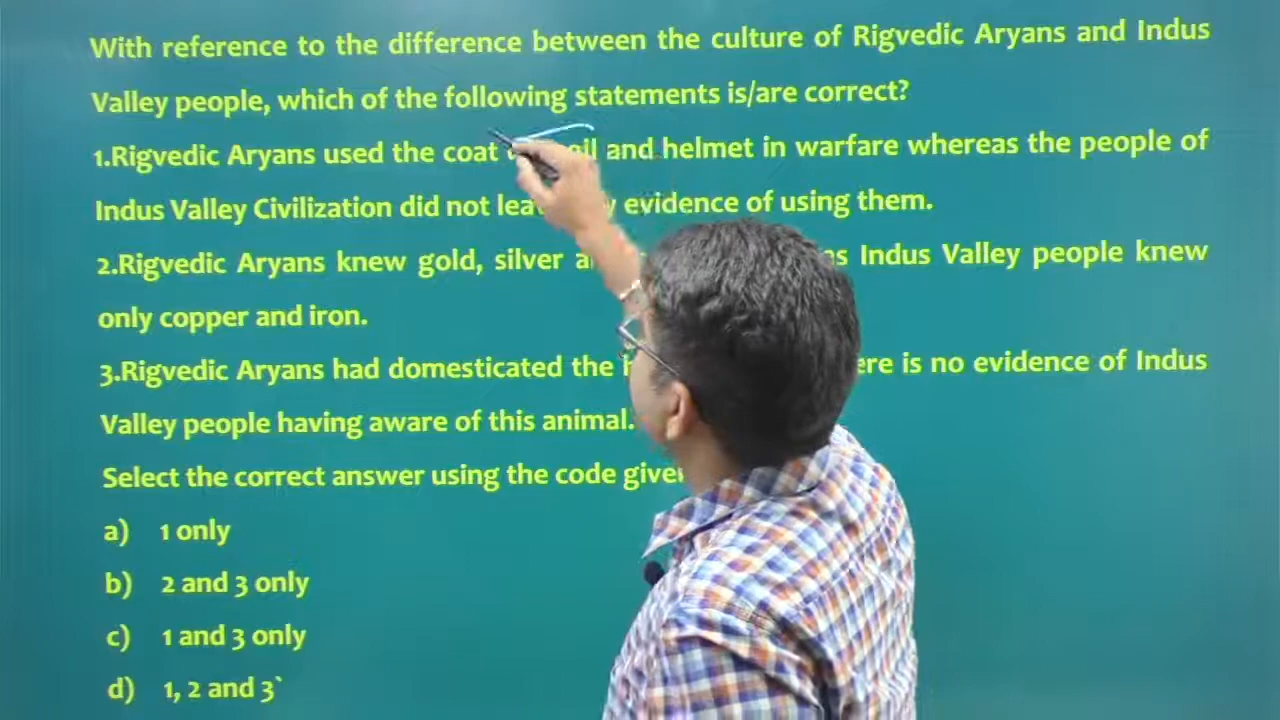 With reference to the difference between the culture of Rigvedic Aryans and Indus
Valley people, which of the following statements is/are correct?
1.Rigvedic Aryans used the coat and helmet in warfare whereas the people of
Indus Valley Civilization did not evidence of using them.
2.Rigvedic Aryans knew gold, silver Indus Valley people knew
only copper and iron.
3.Rigvedic Aryans had domesticated the is no evidence of Indus
Valley people having aware of this animal.
Select the correct answer using the code
a) 1 only
b) 2 and 3 only
c) 1 and 3 only
d) 1, 2 and 3`